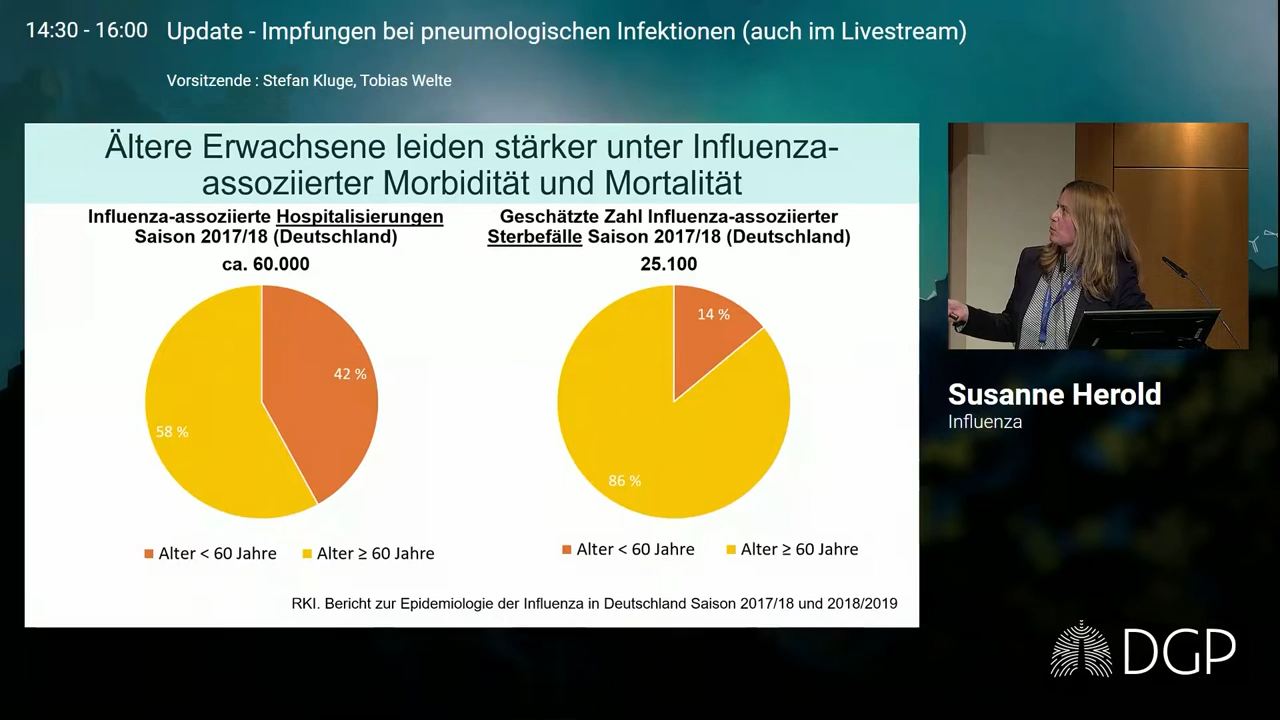 14:30 - 16:00 Update - Impfungen bei pneumologischen Infektionen (auch im Livestream)
Vorsitzende : Stefan Kluge, Tobias Welte
Ältere Erwachsene leiden stärker unter Influenza-
assoziierter Morbidität und Mortalität
Influenza-assoziierte Hospitalisierungen
Saison 2017/18 (Deutschland)
ca. 60.000
42 %
58 %
Alter < 60 Jahre Alter ≥ 60 Jahre
Geschätzte Zahl Influenza-assoziierter
Sterbefälle Saison 2017/18 (Deutschland)
25.100
14 %
86 %
Alter < 60 Jahre Alter ≥ 60 Jahre
RKI. Bericht zur Epidemiologie der Influenza in Deutschland Saison 2017/18 und 2018/2019
Susanne Herold
Influenza
DGP